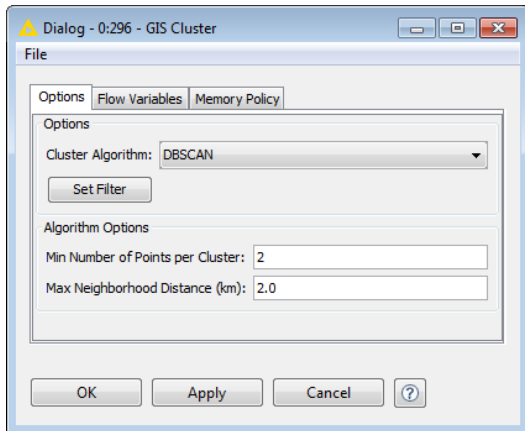 Dialog - 0:296 - GIS Cluster
File
Options Flow Variables Memory Policy
Options
Cluster Algorithm: DBSCAN
Set Filter
Algorithm Options
Min Number of Points per Cluster: 2
Max Neighborhood Distance (km): 2.0
OK Apply Cancel ?